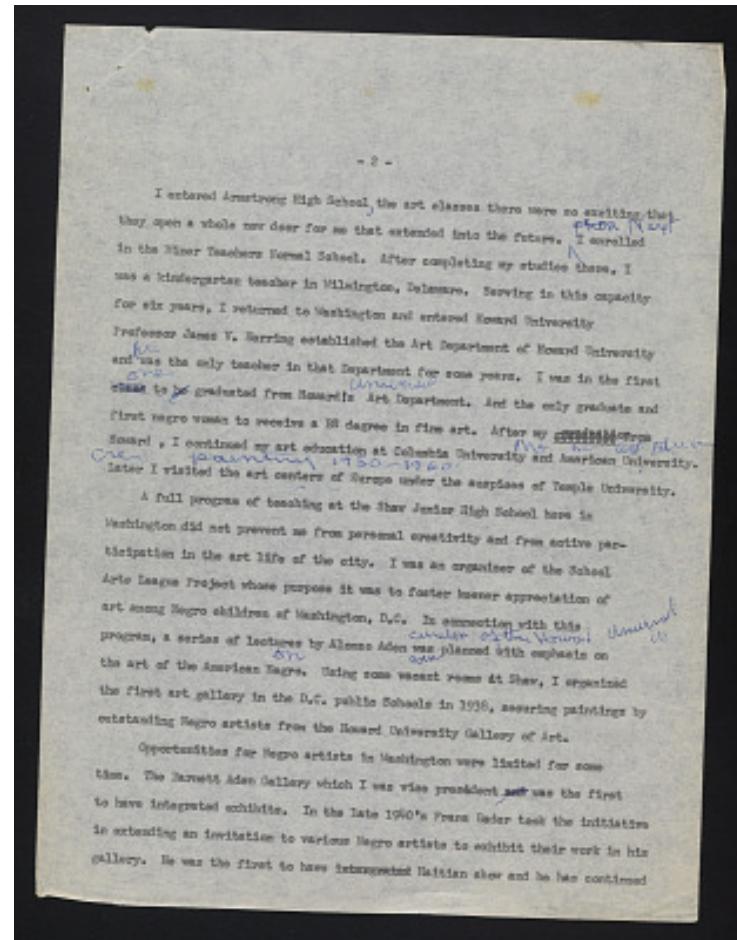 - 2 -
I entered Armstrong High School, the art classes there were so exciting that
they open a whole new door for me that extended into the future. I enrolled
in the Miner Teachers Normal School. After completing my studies there, I
was a kindergarten teacher in Wilmington, Delaware. Serving in this capacity
for six years, I returned to Washington and entered Howard University
Professor James V. Herring established the Art Department of Howard University
he
and was the only teacher in that Department for some years. I was in the first
one University
to graduated from Howard's Art Department. And the only graduate and
first negro woman to receive a degree in fine art. After my from
Howard, I continued my art education at Columbia University and American University.
painting 1950-1960
Later I visited the art centers of Europe under the auspices of Temple University.
A full program of teaching at the Shaw Junior High School here in
Washington did not prevent me from personal creativity and from active par-
ticipation in the art life of the city. I was an organizer of the School
Arts League Project whose purpose it was to foster keener appreciation of
art among Negro children of Washington, D.C. In connection with this
curator of the Howard University
program, a series of lectures by Alonzo Aden was planned with emphasis on
on
the art of the American Negro. Using some vacant rooms at Shaw, I organized
the first art gallery in the D.C. public Schools in 1938, securing paintings by
outstanding Negro artists from the Howard University Gallery of Art.
Opportunities for Negro artists in Washington were limited for some
time. The Barnett Aden Gallery which I was vice president was the first
to have integrated exhibits. In the late 1940's Franz Bader took the initiative
in extending an invitation to various Negro artists to exhibit their work in his
gallery. He was the first to have Haitian show and he has continued